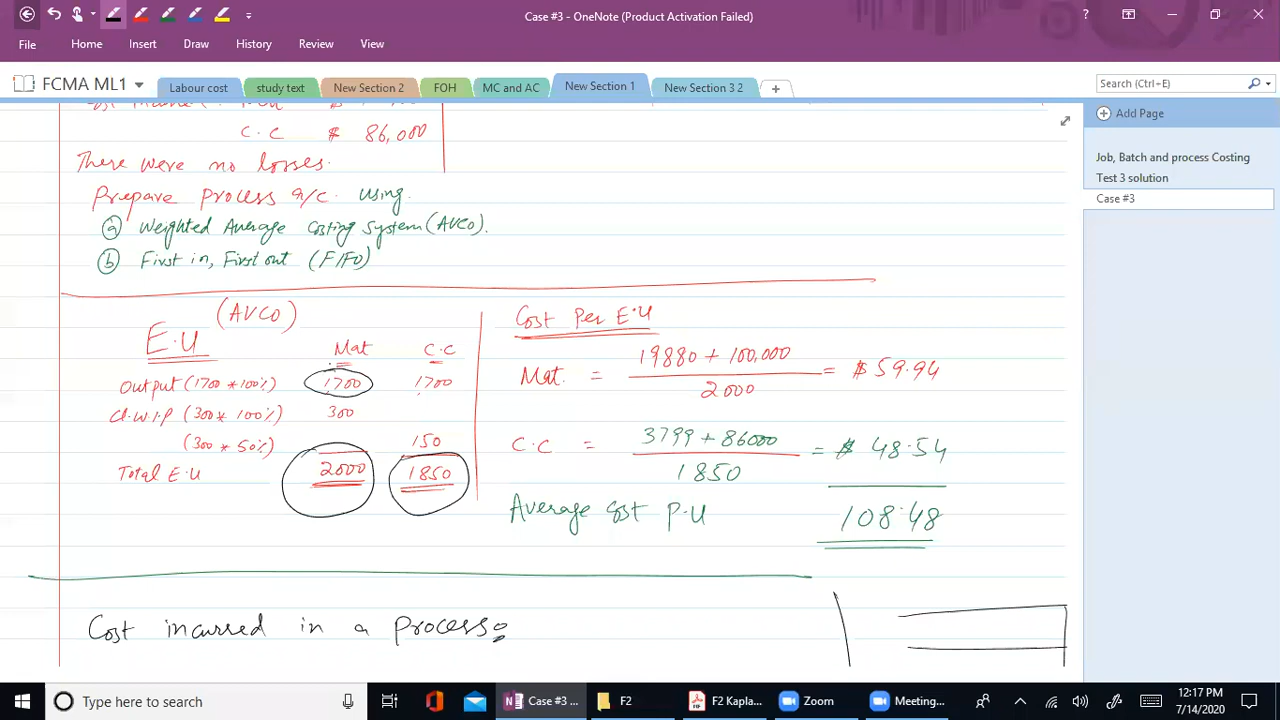 Case #3 - OneNote (Product Activation Failed)
File Home Insert Draw History Review View
FCMA ML1 Labour cost study text New Section 2 FOH MC and AC New Section 1 New Section 3 2
Search (Ctrl+E)
Add Page
Job, Batch and process Costing
Test 3 solution
Case #3
C.C $ 86,000
There were no losses.
Prepare Process a/c using.
(a) Weighted Average Costing System (AVCO).
(b) First in, First out (FIFO)
E.U (AVCO)
Mat C.C
Output (1700 * 100%) 1700 1700
Cl.W.I.P (300 * 100%) 300
(300 * 50%) 150
Total E.U 2000 1850
Cost Per E.U
Mat. = 19880 + 100,000 / 2000 = $59.94
C.C = 3799 + 86000 / 1850 = $48.54
Average cost P.U 108.48
Cost incurred in a process:
Type here to search
Case #3 ... F2 F2 Kapla... Zoom Meeting...
12:17 PM
7/14/2020